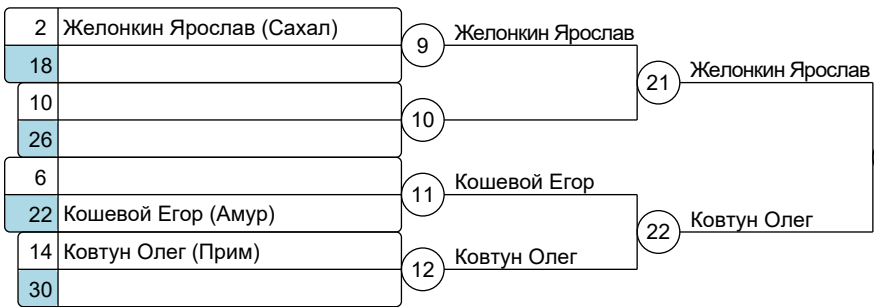 2 Желонкин Ярослав (Сахал)
18
9 Желонкин Ярослав
10
26
10
21 Желонкин Ярослав
6
22 Кошевой Егор (Амур)
11 Кошевой Егор
14 Ковтун Олег (Прим)
30
12 Ковтун Олег
22 Ковтун Олег